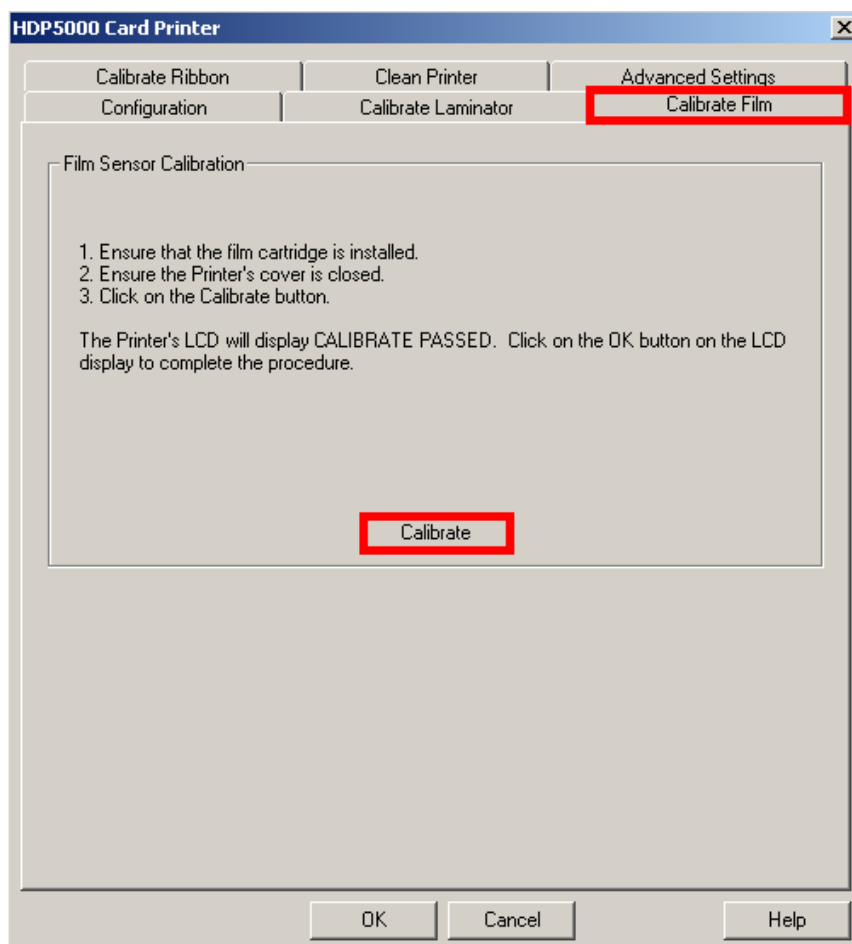 HDP5000 Card Printer
Calibrate Ribbon
Clean Printer
Advanced Settings
Configuration
Calibrate Laminator
Calibrate Film
Film Sensor Calibration
1. Ensure that the film cartridge is installed.
2. Ensure the Printer's cover is closed.
3. Click on the Calibrate button.
The Printer's LCD will display CALIBRATE PASSED. Click on the OK button on the LCD
display to complete the procedure.
Calibrate
OK
Cancel
Help